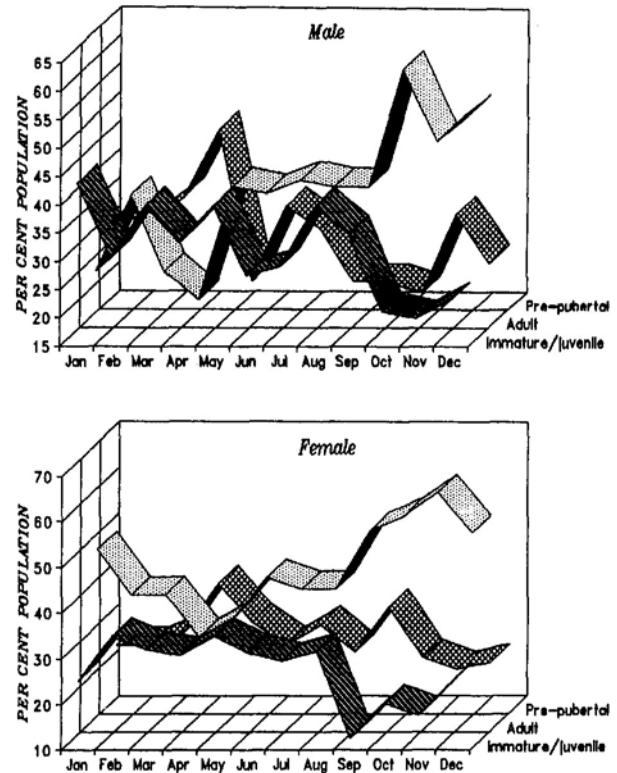 Male
65
60
55
50
45
40
35
30
25
20
15
PER CENT POPULATION
Pre-pubertal
Adult
Immature/Juvenile
Jan Feb Mar Apr May Jun Jul Aug Sep Oct Nov Dec
Female
70
60
50
40
30
20
10
PER CENT POPULATION
Pre-pubertal
Adult
Immature/Juvenile
Jan Feb Mar Apr May Jun Jul Aug Sep Oct Nov Dec